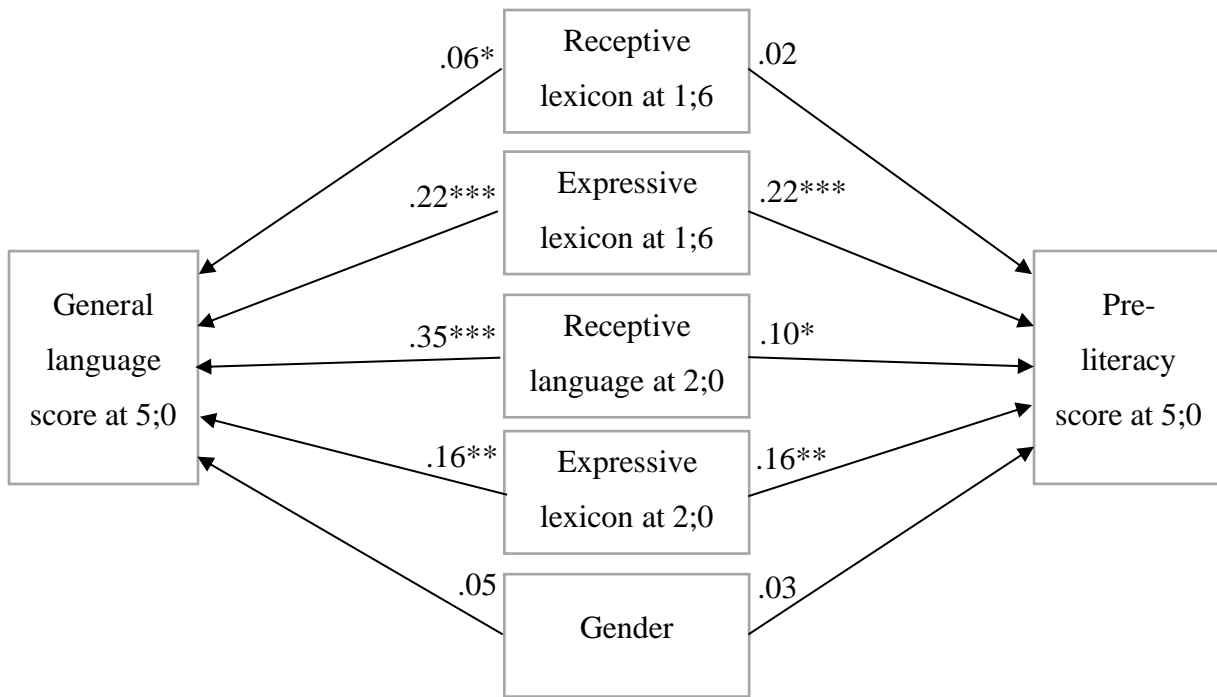 .06*
Receptive
lexicon at 1;6
.02
.22***
Expressive
lexicon at 1;6
.22***
General
language
score at 5;0
.35***
Receptive
language at 2;0
.10*
Pre-
literacy
score at 5;0
.16**
Expressive
lexicon at 2;0
.16**
.05
Gender
.03